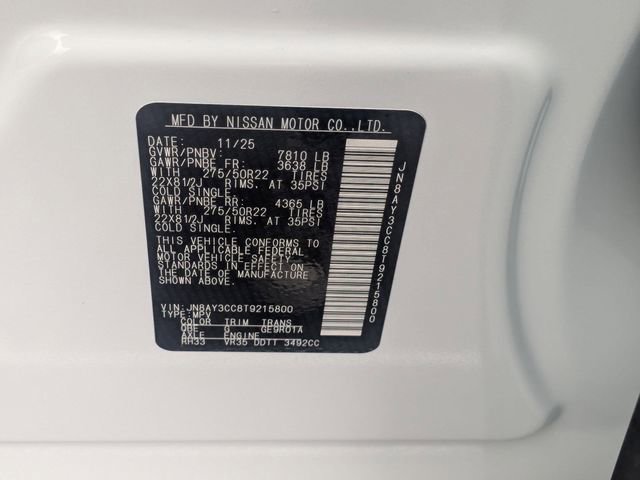 MFD BY NISSAN MOTOR CO.,LTD.
DATE: 11/25
GVWR/PNBV: 7810 LB
GAWR/PNBE FR: 3638 LB
WITH 275/50R22 TIRES
22X81/2J RIMS. AT 35PSI
COLD SINGLE.
GAWR/PNBE RR: 4365 LB
WITH 275/50R22 TIRES
22X81/2J RIMS. AT 35PSI
COLD SINGLE.
THIS VEHICLE CONFORMS TO
ALL APPLICABLE FEDERAL
MOTOR VEHICLE SAFETY
STANDARDS IN EFFECT ON
THE DATE OF MANUFACTURE
SHOWN ABOVE.
VIN: JN8AY3CC8T9215800
TYPE: MPV
COLOR TRIM TRANS
QBE G GE9R01A
AXLE ENGINE
RH33 VR35 DDTT 3492CC
JN8AY3CC8T9215800